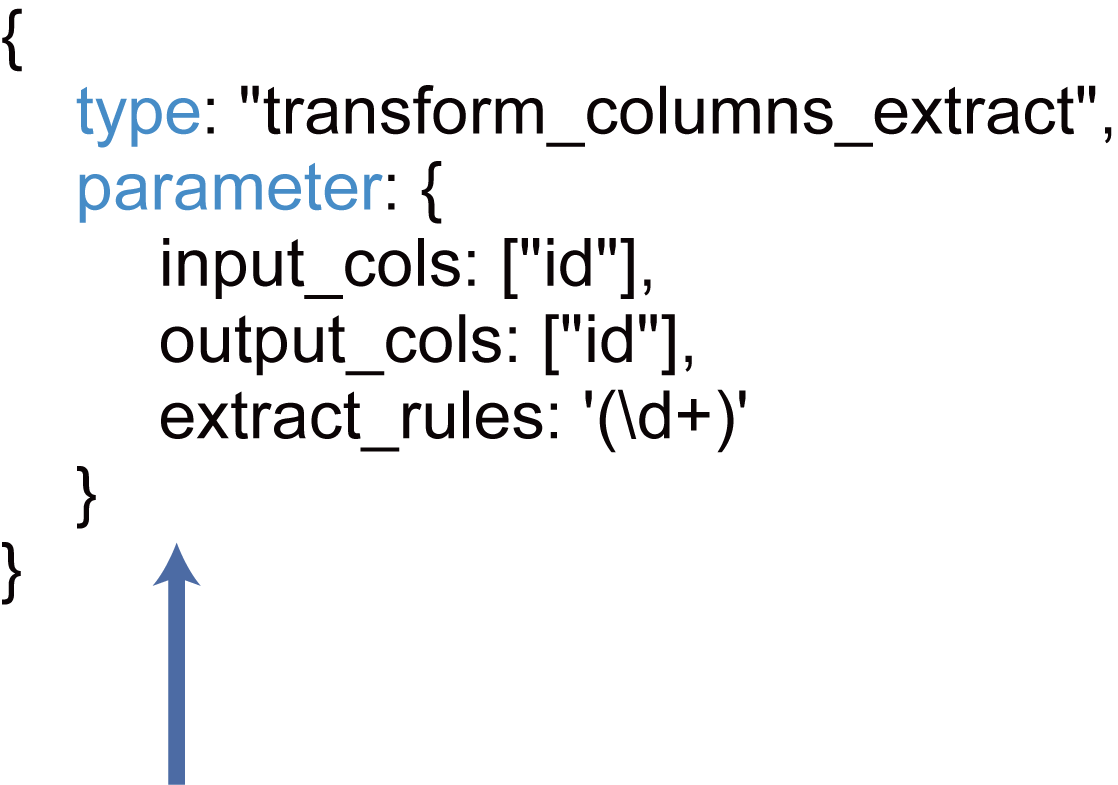 {
type: "transform_columns_extract",
parameter: {
input_cols: ["id"],
output_cols: ["id"],
extract_rules: '(\d+)'
}
}